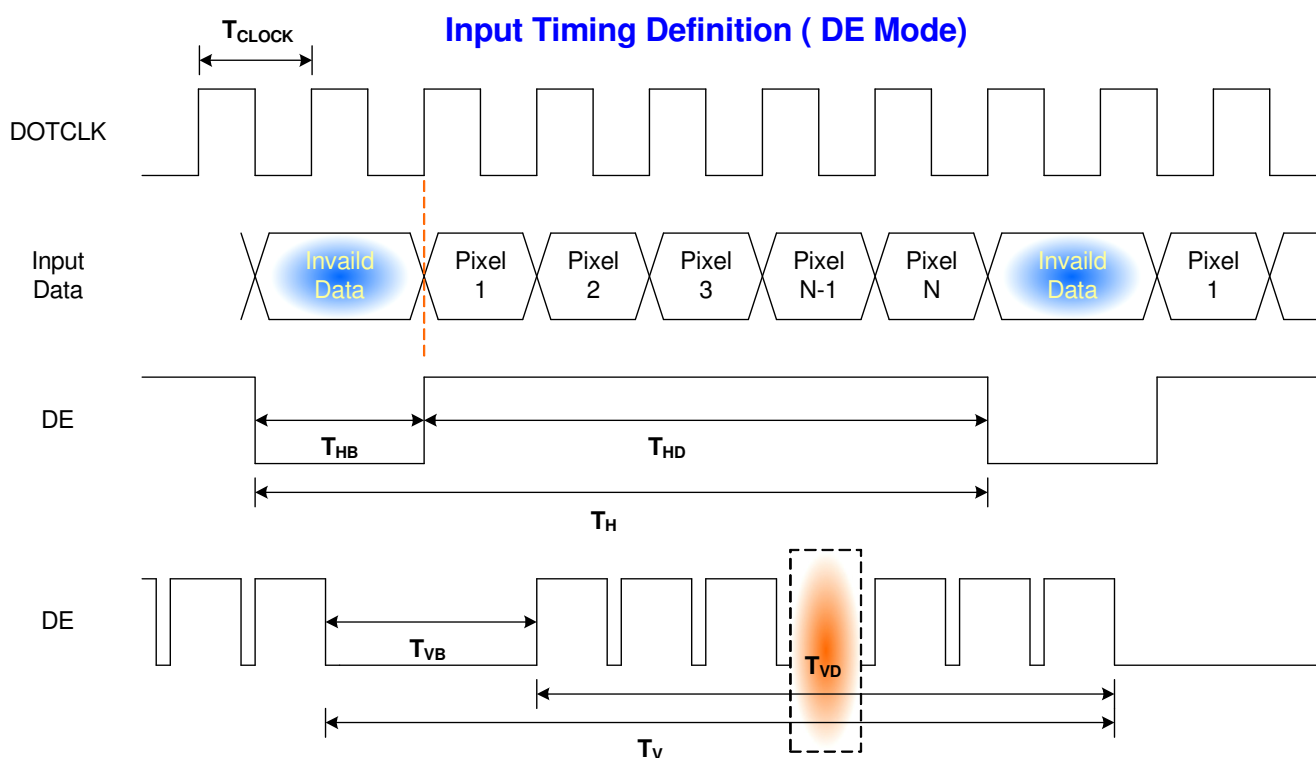 Input Timing Definition ( DE Mode)
TCLOCK
DOTCLK
Input
Data
Invaild
Data
Pixel
1
Pixel
2
Pixel
3
Pixel
N-1
Pixel
N
Invaild
Data
Pixel
1
DE
THB
THD
TH
DE
TVB
TVD
TV